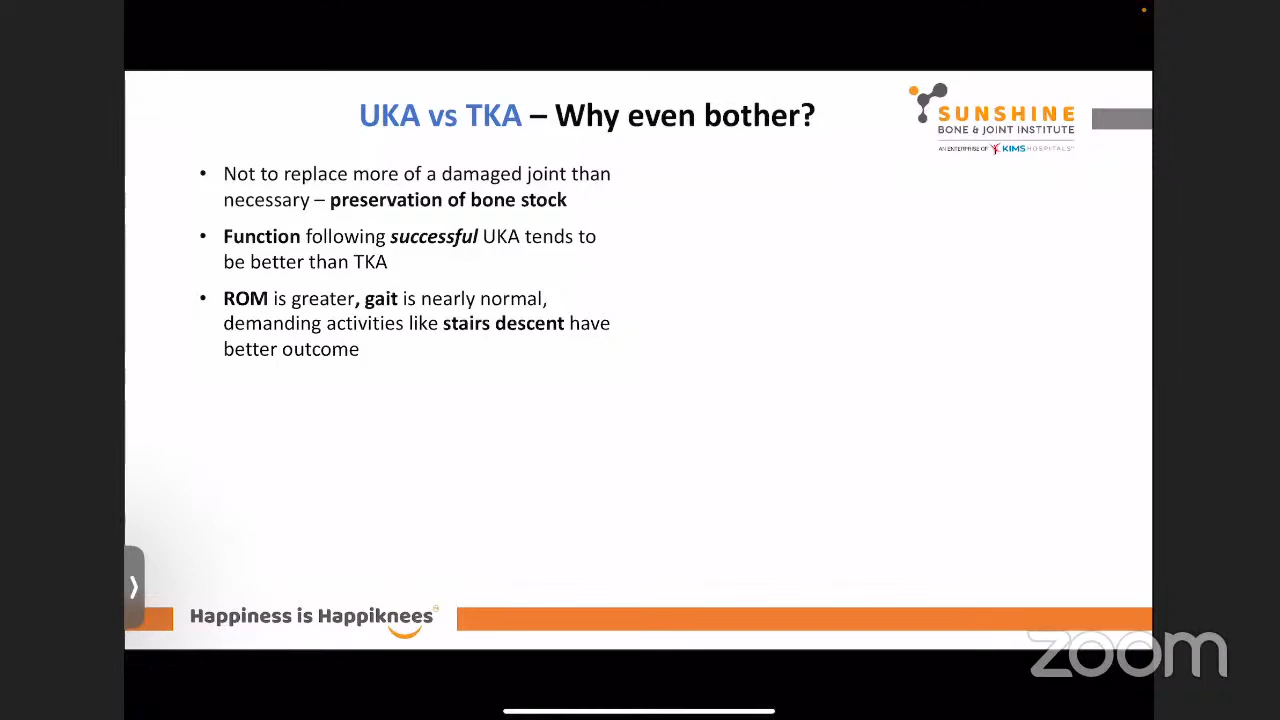 UKA vs TKA – Why even bother?
SUNSHINE
BONE & JOINT INSTITUTE
AN ENTERPRISE OF KIMS HOSPITALS
• Not to replace more of a damaged joint than
necessary – preservation of bone stock
• Function following successful UKA tends to
be better than TKA
• ROM is greater, gait is nearly normal,
demanding activities like stairs descent have
better outcome
Happiness is Happiknees
zoom